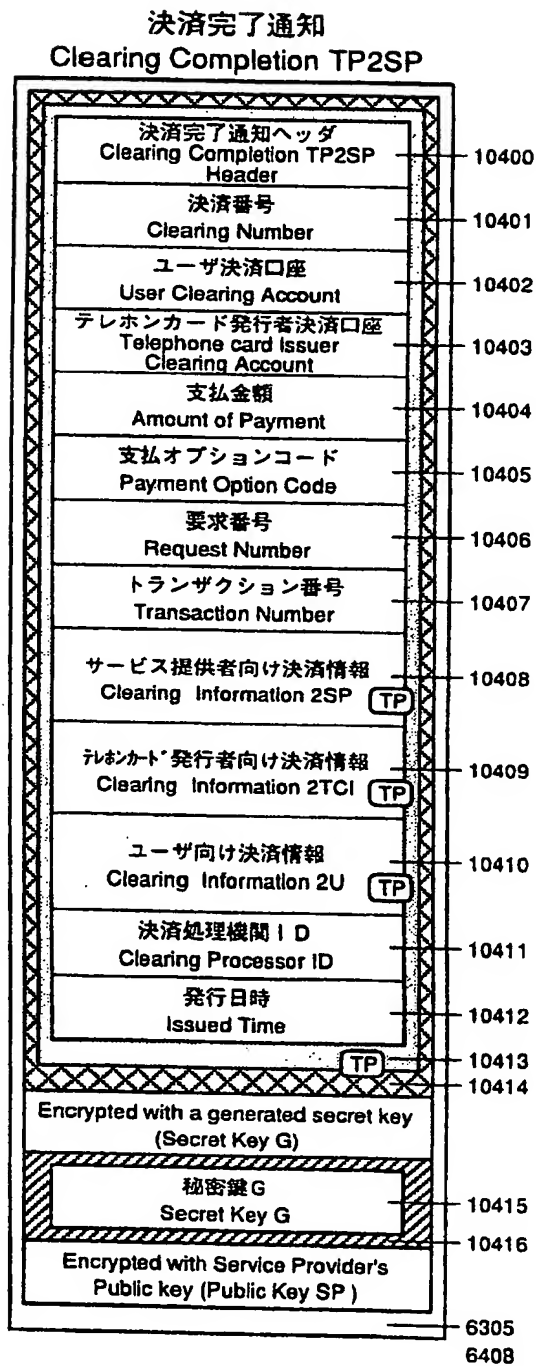 決済完了通知
Clearing Completion TP2SP
決済完了通知ヘッダ
Clearing Completion TP2SP
Header
10400
決済番号
Clearing Number
10401
ユーザ決済口座
User Clearing Account
10402
テレホンカード発行者決済口座
Telephone card Issuer
Clearing Account
10403
支払金額
Amount of Payment
10404
支払オプションコード
Payment Option Code
10405
要求番号
Request Number
10406
トランザクション番号
Transaction Number
10407
サービス提供者向け決済情報
Clearing Information 2SP
TP
10408
テレホンカード発行者向け決済情報
Clearing Information 2TCI
TP
10409
ユーザ向け決済情報
Clearing Information 2U
TP
10410
決済処理機関ID
Clearing Processor ID
10411
発行日時
Issued Time
10412
TP
10413
10414
Encrypted with a generated secret key
(Secret Key G)
秘密鍵G
Secret Key G
10415
10416
Encrypted with Service Provider's
Public key (Public Key SP )
6305
6408